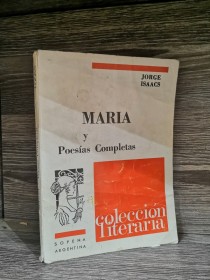 JORGE
ISAACS
MARIA
y
Poesías Completas
colección
literaria
SOPENA
ARGENTINA